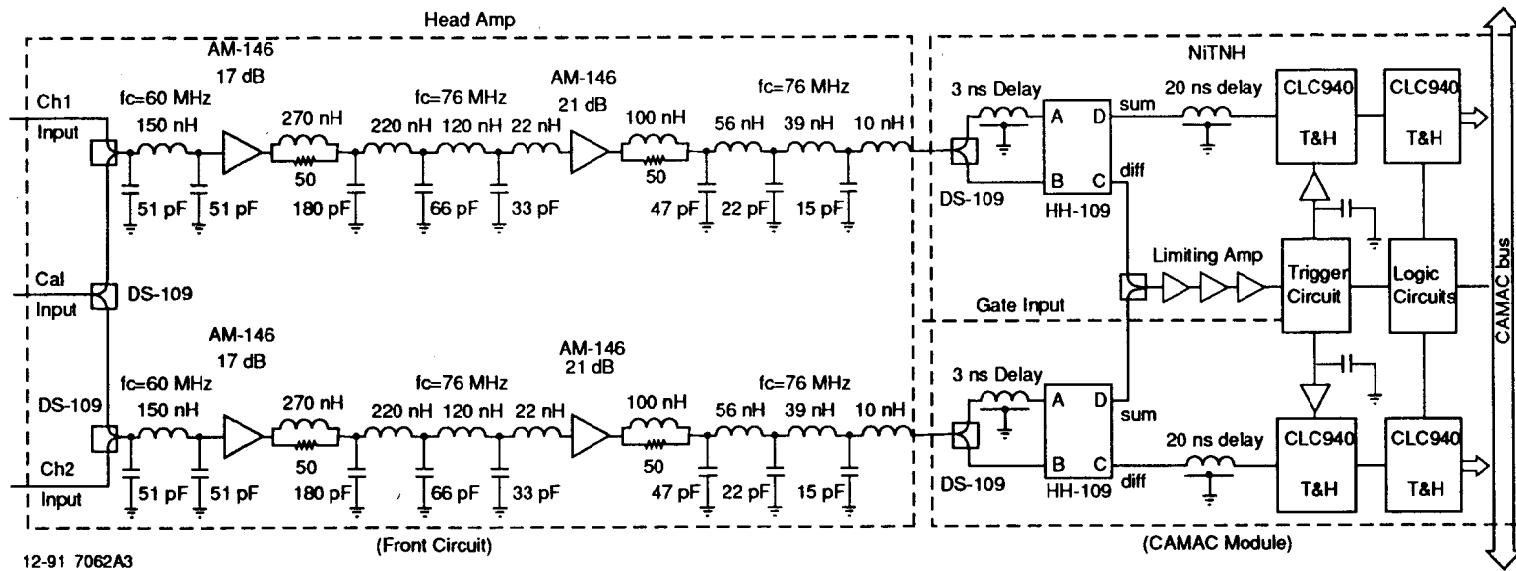 Head Amp
AM-146
17 dB
fc=60 MHz
150 nH
270 nH
50
51 pF
51 pF
180 pF
fc=76 MHz
220 nH
120 nH
22 nH
66 pF
33 pF
AM-146
21 dB
100 nH
50
47 pF
fc=76 MHz
56 nH
39 nH
10 nH
22 pF
15 pF
Ch1
Input
Cal
Input
DS-109
AM-146
17 dB
fc=60 MHz
150 nH
DS-109
270 nH
50
51 pF
51 pF
180 pF
fc=76 MHz
220 nH
120 nH
22 nH
66 pF
33 pF
AM-146
21 dB
100 nH
50
47 pF
fc=76 MHz
56 nH
39 nH
10 nH
22 pF
15 pF
Ch2
Input
(Front Circuit)
NiTNH
3 ns Delay
A
D
B
C
sum
diff
DS-109
HH-109
20 ns delay
CLC940
T&H
CLC940
T&H
Limiting Amp
Gate Input
Trigger
Circuit
Logic
Circuits
CAMAC bus
3 ns Delay
A
D
B
C
sum
diff
DS-109
HH-109
20 ns delay
CLC940
T&H
CLC940
T&H
(CAMAC Module)
12-91 7062A3